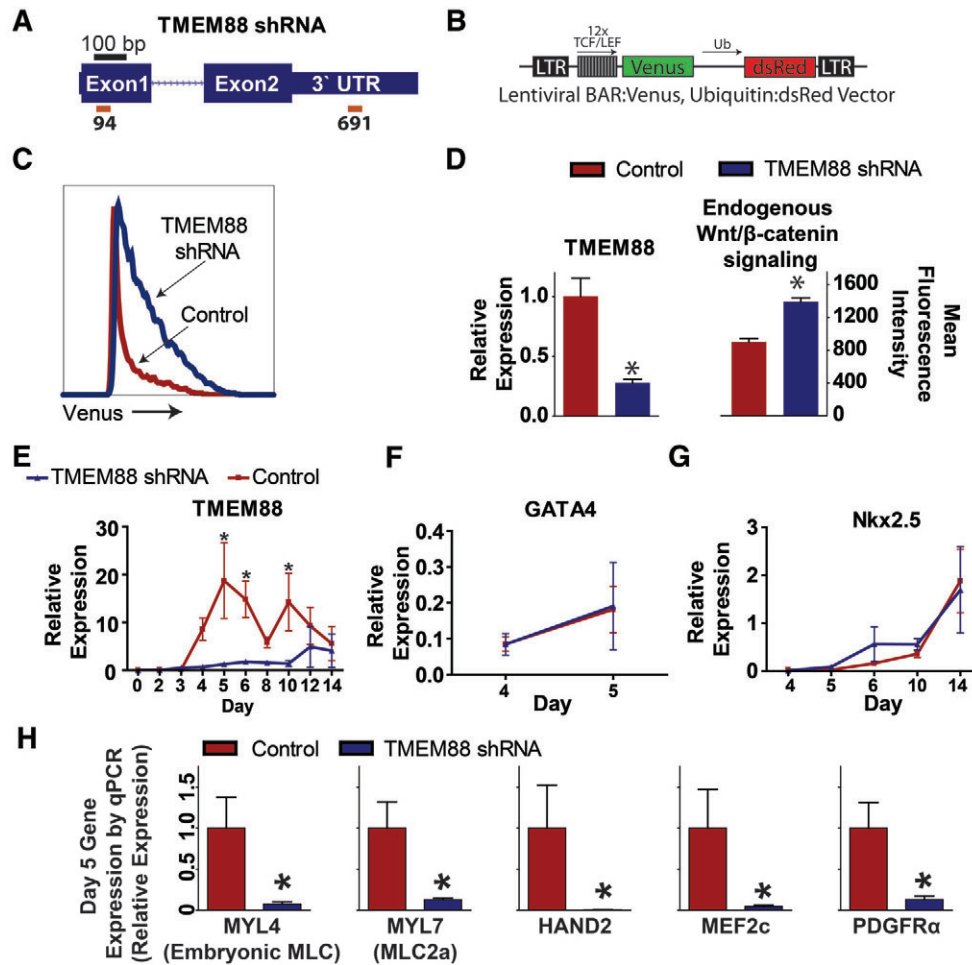 A
TMEM88 shRNA
100 bp
Exon1
Exon2
3` UTR
94
691
B
12x
TCF/LEF
Ub
LTR
Venus
dsRed
LTR
Lentiviral BAR:Venus, Ubiquitin:dsRed Vector
C
TMEM88
shRNA
Control
Venus
D
Control
TMEM88 shRNA
TMEM88
Relative
Expression
1.0
0.5
0.0
*
Endogenous
Wnt/β-catenin
signaling
*
1600
1200
800
400
0
Mean
Fluorescence
Intensity
E
TMEM88 shRNA
Control
TMEM88
Relative
Expression
30
20
10
0
* * *
0 2 3 4 5 6 8 10 12 14
Day
F
GATA4
Relative
Expression
0.4
0.3
0.2
0.1
0.0
4 5
Day
G
Nkx2.5
Relative
Expression
3
2
1
0
4 5 6 10 14
Day
H
Control
TMEM88 shRNA
Day 5 Gene
Expression by qPCR
(Relative Expression)
1.5
1.0
0.5
0
* * * * *
MYL4
(Embryonic MLC)
MYL7
(MLC2a)
HAND2
MEF2c
PDGFRα